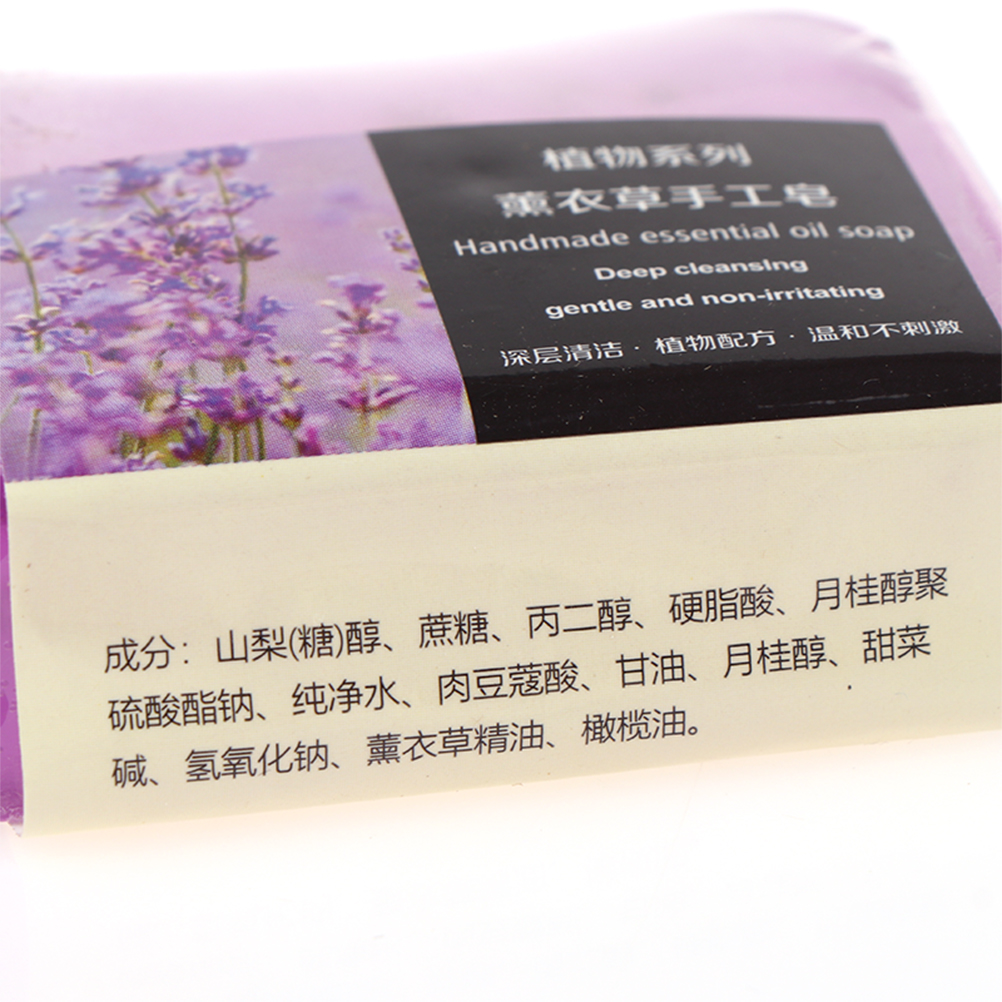 植物系列
薰衣草手工皂
Handmade essential oil soap
Deep cleansing
gentle and non-irritating
深层清洁 · 植物配方 · 温和不刺激
成分：山梨(糖)醇、蔗糖、丙二醇、硬脂酸、月桂醇聚
硫酸酯钠、纯净水、肉豆蔻酸、甘油、月桂醇、甜菜
碱、氢氧化钠、薰衣草精油、橄榄油。